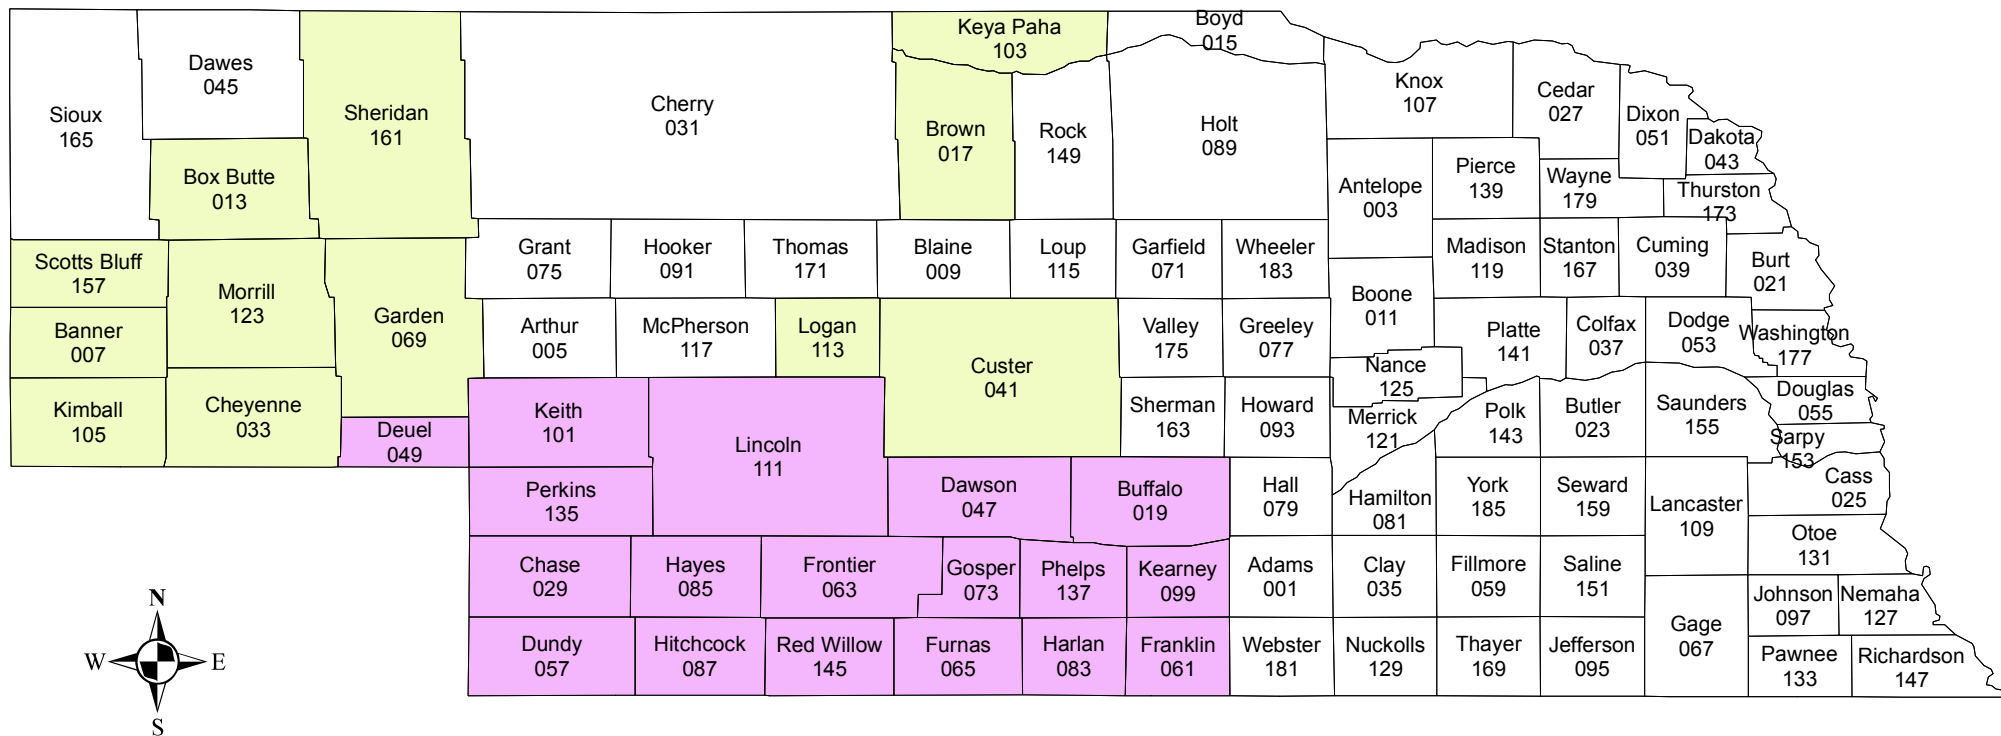 Sioux
165
Dawes
045
Sheridan
161
Box Butte
013
Cherry
031
Keya Paha
103
Brown
017
Rock
149
Boyd
015
Holt
089
Knox
107
Cedar
027
Dixon
051
Dakota
043
Antelope
003
Pierce
139
Wayne
179
Thurston
173
Scotts Bluff
157
Morrill
123
Garden
069
Grant
075
Hooker
091
Thomas
171
Blaine
009
Loup
115
Garfield
071
Wheeler
183
Madison
119
Stanton
167
Cuming
039
Burt
021
Banner
007
Arthur
005
McPherson
117
Logan
113
Custer
041
Valley
175
Greeley
077
Boone
011
Platte
141
Colfax
037
Dodge
053
Washington
177
Nance
125
Kimball
105
Cheyenne
033
Deuel
049
Keith
101
Lincoln
111
Sherman
163
Howard
093
Merrick
121
Polk
143
Butler
023
Saunders
155
Douglas
055
Sarpy
153
Perkins
135
Dawson
047
Buffalo
019
Hall
079
Hamilton
081
York
185
Seward
159
Lancaster
109
Cass
025
Otoe
131
Chase
029
Hayes
085
Frontier
063
Gosper
073
Phelps
137
Kearney
099
Adams
001
Clay
035
Fillmore
059
Saline
151
Johnson
097
Nemaha
127
Dundy
057
Hitchcock
087
Red Willow
145
Furnas
065
Harlan
083
Franklin
061
Webster
181
Nuckolls
129
Thayer
169
Jefferson
095
Gage
067
Pawnee
133
Richardson
147
N
W
E
S